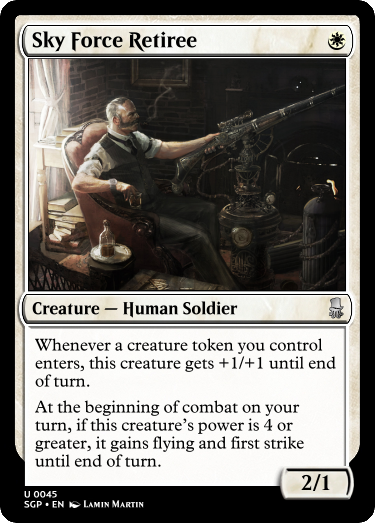 Sky Force Retiree
Creature — Human Soldier
Whenever a creature token you control
enters, this creature gets +1/+1 until end
of turn.
At the beginning of combat on your
turn, if this creature's power is 4 or
greater, it gains flying and first strike
until end of turn.
2/1
U 0045
SGP • EN Lamin Martin